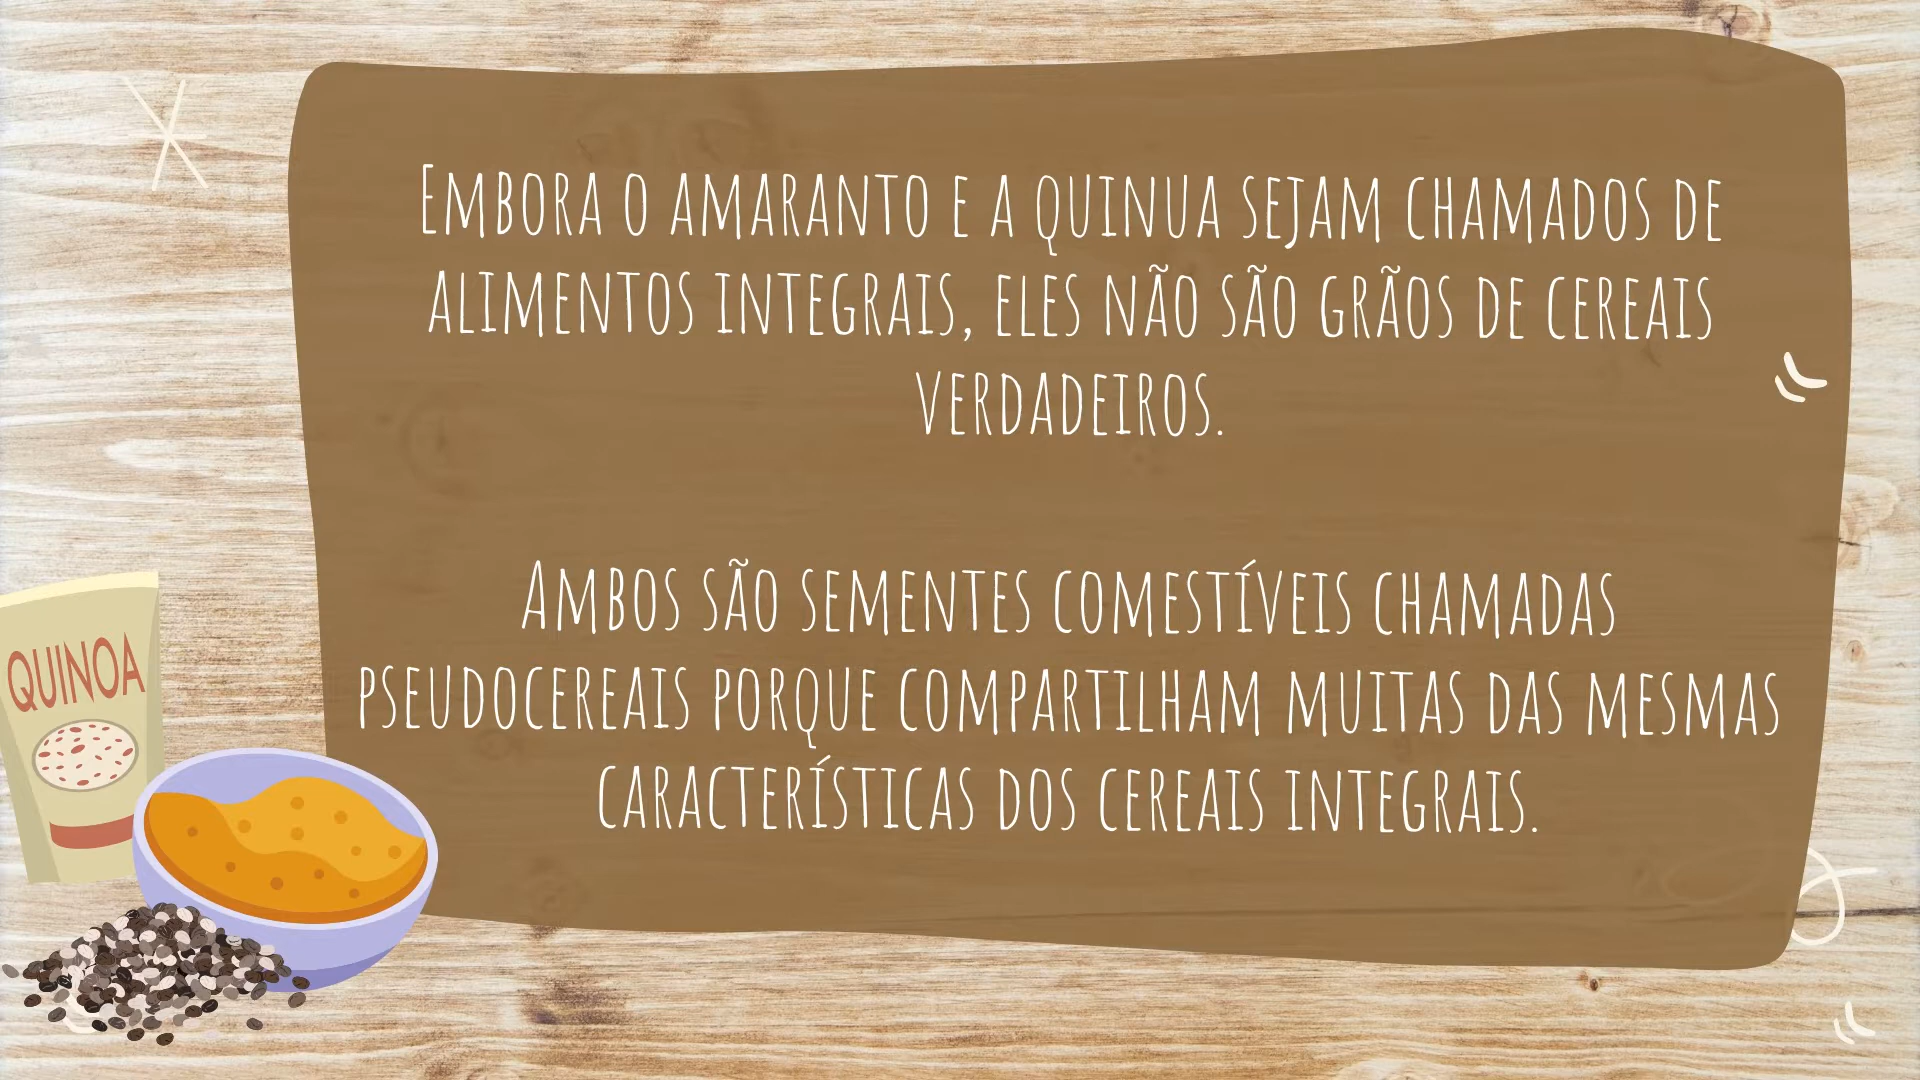 Embora o amaranto e a quinua sejam chamados de
alimentos integrais, eles não são grãos de cereais
verdadeiros.
Ambos são sementes comestíveis chamadas
pseudocereais porque compartilham muitas das mesmas
características dos cereais integrais.
QUINOA